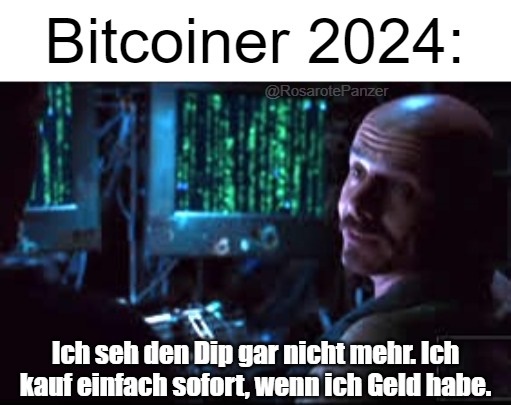 Bitcoiner 2024:
@RosarotePanzer
Ich seh den Dip gar nicht mehr. Ich
kauf einfach sofort, wenn ich Geld habe.